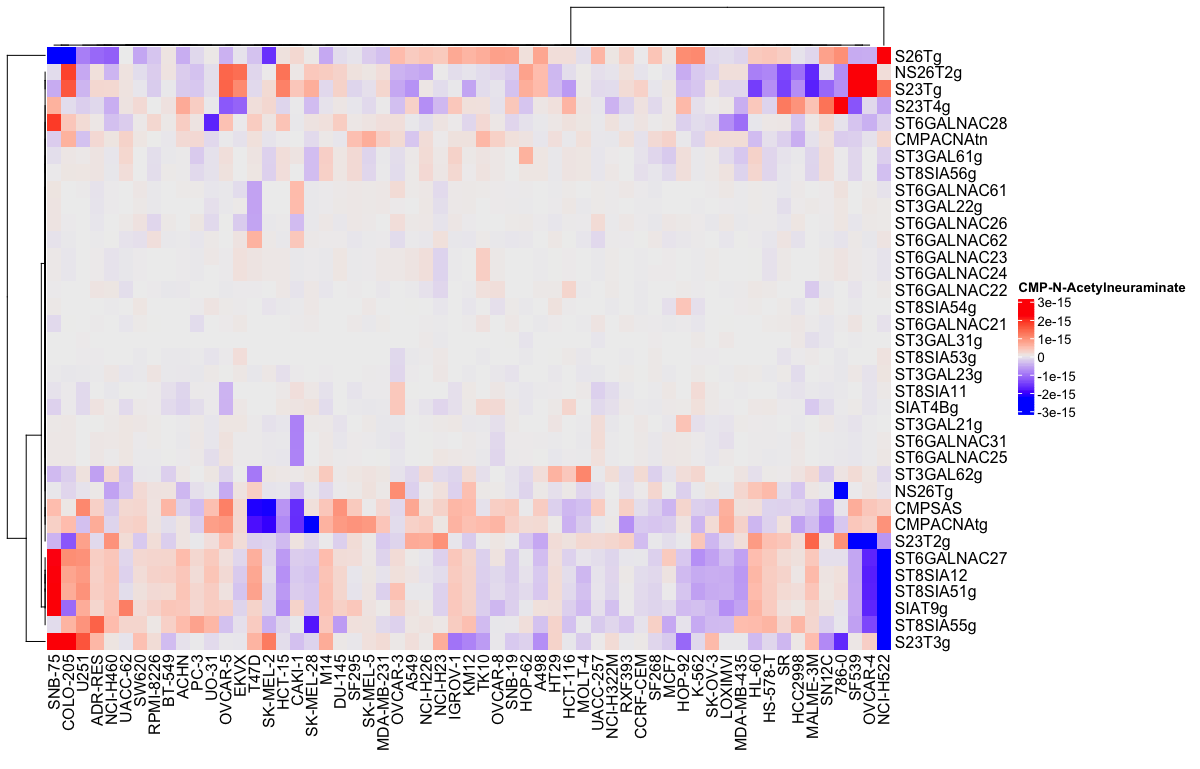 S26Tg
NS26T2g
S23Tg
S23T4g
ST6GALNAC28
CMPACNAtn
ST3GAL61g
ST8SIA56g
ST6GALNAC61
ST3GAL22g
ST6GALNAC26
ST6GALNAC62
ST6GALNAC23
ST6GALNAC24
ST6GALNAC22
ST8SIA54g
ST6GALNAC21
ST3GAL31g
ST8SIA53g
ST3GAL23g
ST8SIA11
SIAT4Bg
ST3GAL21g
ST6GALNAC31
ST6GALNAC25
ST3GAL62g
NS26Tg
CMPSAS
CMPACNAtg
S23T2g
ST6GALNAC27
ST8SIA12
ST8SIA51g
SIAT9g
ST8SIA55g
S23T3g
CMP-N-Acetylneuraminate
3e-15
2e-15
1e-15
0
-1e-15
-2e-15
-3e-15
SNB-75
COLO-205
U251
ADR-RES
NCI-H460
UACC-62
SW620
RPMI-8226
BT-549
ACHN
PC-3
UO-31
OVCAR-5
EKVX
T47D
SK-MEL-2
HCT-15
CAKI-1
SK-MEL-28
M14
DU-145
SF295
SK-MEL-5
MDA-MB-231
OVCAR-3
A549
NCI-H226
NCI-H23
IGROV-1
KM12
TK10
OVCAR-8
SNB-19
HOP-62
A498
HT29
HCT-116
MOLT-4
UACC-257
NCI-H322M
RXF393
CCRF-CEM
SF268
MCF7
HOP-92
K-562
SK-OV-3
LOXIMVI
MDA-MB-435
HL-60
HS-578-T
SR
HCC2998
MALME-3M
SN12C
786-0
SF539
OVCAR-4
NCI-H522